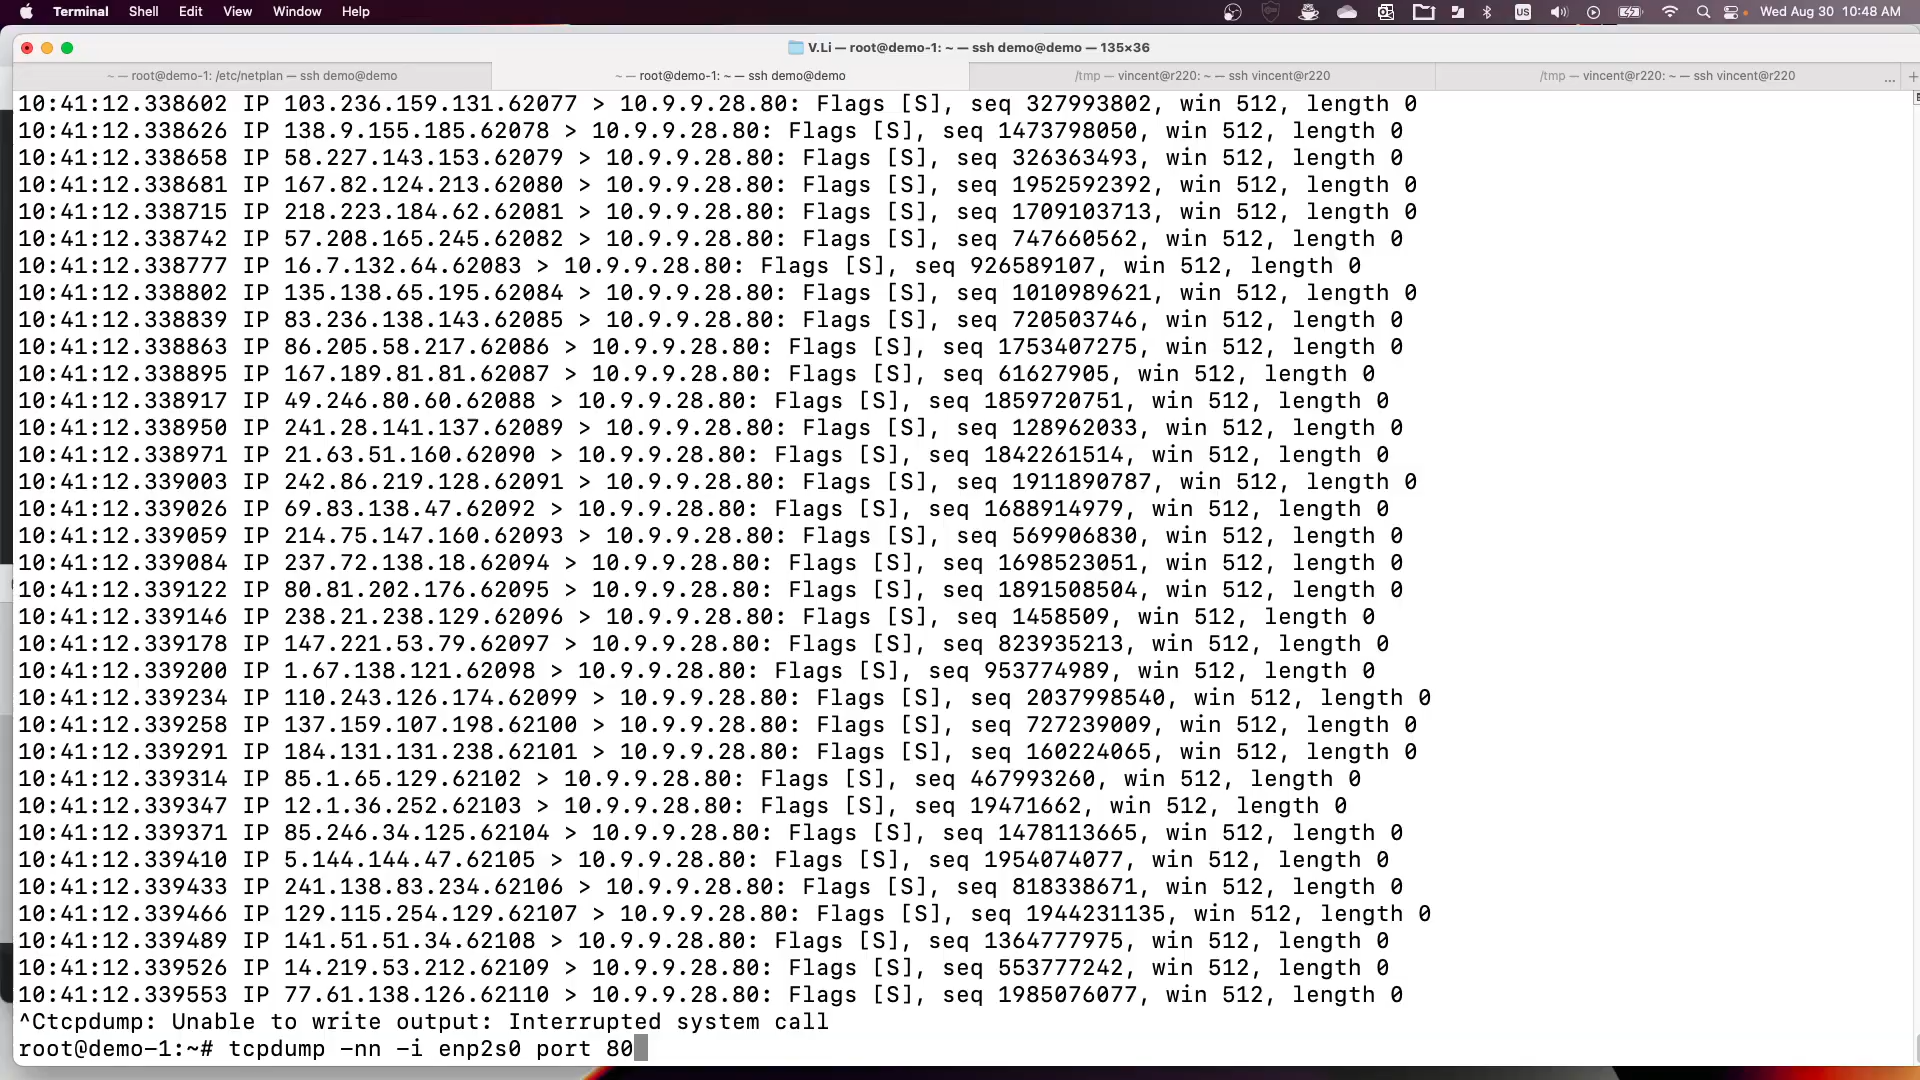 Terminal Shell Edit View Window Help US Wed Aug 30 10:48 AM
V.Li — root@demo-1: ~ — ssh demo@demo — 135×36
~ — root@demo-1: /etc/netplan — ssh demo@demo
~ — root@demo-1: ~ — ssh demo@demo
/tmp — vincent@r220: ~ — ssh vincent@r220
/tmp — vincent@r220: ~ — ssh vincent@r220 ... +
10:41:12.338602 IP 103.236.159.131.62077 > 10.9.9.28.80: Flags [S], seq 327993802, win 512, length 0
10:41:12.338626 IP 138.9.155.185.62078 > 10.9.9.28.80: Flags [S], seq 1473798050, win 512, length 0
10:41:12.338658 IP 58.227.143.153.62079 > 10.9.9.28.80: Flags [S], seq 326363493, win 512, length 0
10:41:12.338681 IP 167.82.124.213.62080 > 10.9.9.28.80: Flags [S], seq 1952592392, win 512, length 0
10:41:12.338715 IP 218.223.184.62.62081 > 10.9.9.28.80: Flags [S], seq 1709103713, win 512, length 0
10:41:12.338742 IP 57.208.165.245.62082 > 10.9.9.28.80: Flags [S], seq 747660562, win 512, length 0
10:41:12.338777 IP 16.7.132.64.62083 > 10.9.9.28.80: Flags [S], seq 926589107, win 512, length 0
10:41:12.338802 IP 135.138.65.195.62084 > 10.9.9.28.80: Flags [S], seq 1010989621, win 512, length 0
10:41:12.338839 IP 83.236.138.143.62085 > 10.9.9.28.80: Flags [S], seq 720503746, win 512, length 0
10:41:12.338863 IP 86.205.58.217.62086 > 10.9.9.28.80: Flags [S], seq 1753407275, win 512, length 0
10:41:12.338895 IP 167.189.81.81.62087 > 10.9.9.28.80: Flags [S], seq 61627905, win 512, length 0
10:41:12.338917 IP 49.246.80.60.62088 > 10.9.9.28.80: Flags [S], seq 1859720751, win 512, length 0
10:41:12.338950 IP 241.28.141.137.62089 > 10.9.9.28.80: Flags [S], seq 128962033, win 512, length 0
10:41:12.338971 IP 21.63.51.160.62090 > 10.9.9.28.80: Flags [S], seq 1842261514, win 512, length 0
10:41:12.339003 IP 242.86.219.128.62091 > 10.9.9.28.80: Flags [S], seq 1911890787, win 512, length 0
10:41:12.339026 IP 69.83.138.47.62092 > 10.9.9.28.80: Flags [S], seq 1688914979, win 512, length 0
10:41:12.339059 IP 214.75.147.160.62093 > 10.9.9.28.80: Flags [S], seq 569906830, win 512, length 0
10:41:12.339084 IP 237.72.138.18.62094 > 10.9.9.28.80: Flags [S], seq 1698523051, win 512, length 0
10:41:12.339122 IP 80.81.202.176.62095 > 10.9.9.28.80: Flags [S], seq 1891508504, win 512, length 0
10:41:12.339146 IP 238.21.238.129.62096 > 10.9.9.28.80: Flags [S], seq 1458509, win 512, length 0
10:41:12.339178 IP 147.221.53.79.62097 > 10.9.9.28.80: Flags [S], seq 823935213, win 512, length 0
10:41:12.339200 IP 1.67.138.121.62098 > 10.9.9.28.80: Flags [S], seq 953774989, win 512, length 0
10:41:12.339234 IP 110.243.126.174.62099 > 10.9.9.28.80: Flags [S], seq 2037998540, win 512, length 0
10:41:12.339258 IP 137.159.107.198.62100 > 10.9.9.28.80: Flags [S], seq 727239009, win 512, length 0
10:41:12.339291 IP 184.131.131.238.62101 > 10.9.9.28.80: Flags [S], seq 160224065, win 512, length 0
10:41:12.339314 IP 85.1.65.129.62102 > 10.9.9.28.80: Flags [S], seq 467993260, win 512, length 0
10:41:12.339347 IP 12.1.36.252.62103 > 10.9.9.28.80: Flags [S], seq 19471662, win 512, length 0
10:41:12.339371 IP 85.246.34.125.62104 > 10.9.9.28.80: Flags [S], seq 1478113665, win 512, length 0
10:41:12.339410 IP 5.144.144.47.62105 > 10.9.9.28.80: Flags [S], seq 1954074077, win 512, length 0
10:41:12.339433 IP 241.138.83.234.62106 > 10.9.9.28.80: Flags [S], seq 818338671, win 512, length 0
10:41:12.339466 IP 129.115.254.129.62107 > 10.9.9.28.80: Flags [S], seq 1944231135, win 512, length 0
10:41:12.339489 IP 141.51.51.34.62108 > 10.9.9.28.80: Flags [S], seq 1364777975, win 512, length 0
10:41:12.339526 IP 14.219.53.212.62109 > 10.9.9.28.80: Flags [S], seq 553777242, win 512, length 0
10:41:12.339553 IP 77.61.138.126.62110 > 10.9.9.28.80: Flags [S], seq 1985076077, win 512, length 0
^Ctcpdump: Unable to write output: Interrupted system call
root@demo-1:~# tcpdump -nn -i enp2s0 port 80